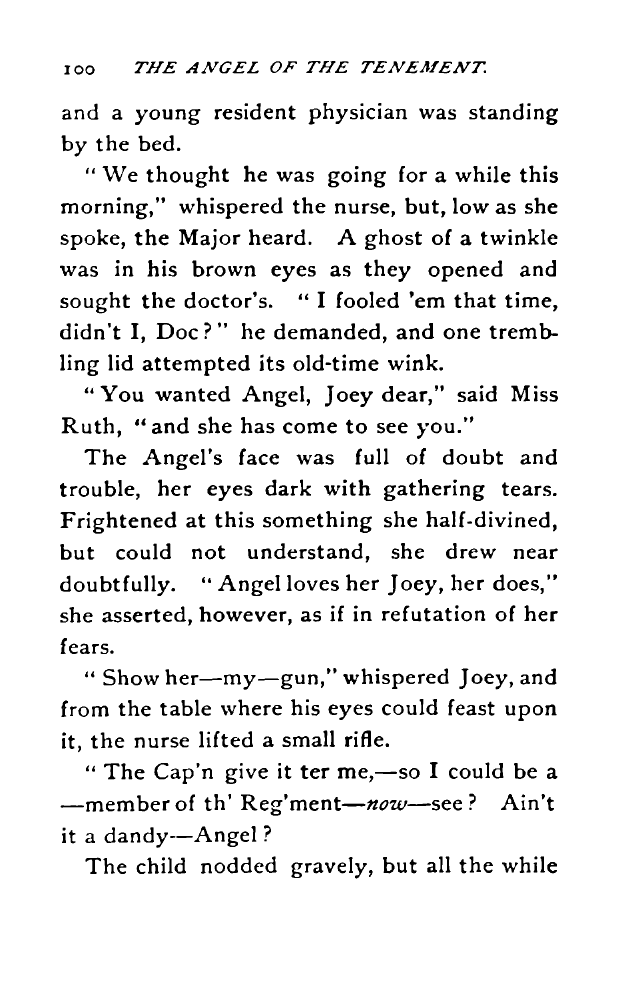 100 THE ANGEL OF THE TENEMENT.
and a young resident physician was standing
by the bed.
“ We thought he was going for a while this
morning,” whispered the nurse, but, low as she
spoke, the Major heard. A ghost of a twinkle
was in his brown eyes as they opened and
sought the doctor's. “ I fooled 'em that time,
didn't I, Doc ? ” he demanded, and one tremb-
ling lid attempted its old-time wink.
“ You wanted Angel, Joey dear,” said Miss
Ruth, “ and she has come to see you.”
The Angel's face was full of doubt and
trouble, her eyes dark with gathering tears.
Frightened at this something she half-divined,
but could not understand, she drew near
doubtfully. “ Angel loves her Joey, her does,”
she asserted, however, as if in refutation of her
fears.
“ Show her—my—gun,” whispered Joey, and
from the table where his eyes could feast upon
it, the nurse lifted a small rifle.
“ The Cap'n give it ter me,—so I could be a
—member of th' Reg'ment—now—see ? Ain't
it a dandy—Angel ?
The child nodded gravely, but all the while